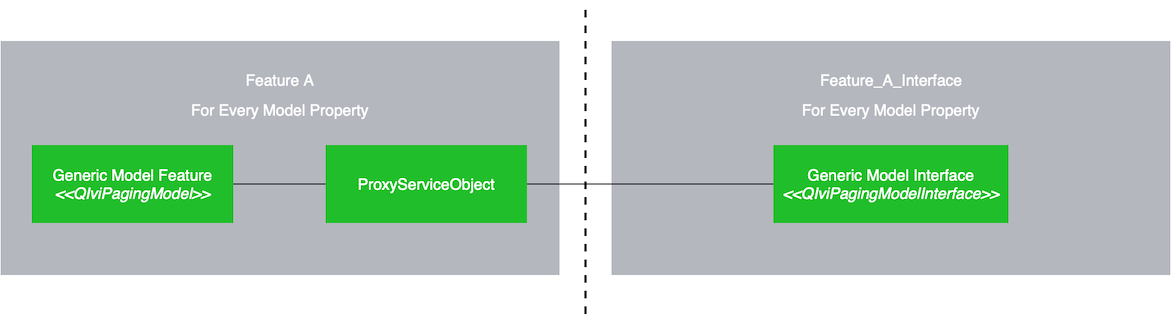 Feature A
For Every Model Property
Generic Model Feature
<<QIviPagingModel>>
ProxyServiceObject
Feature_A_Interface
For Every Model Property
Generic Model Interface
<<QIviPagingModelInterface>>